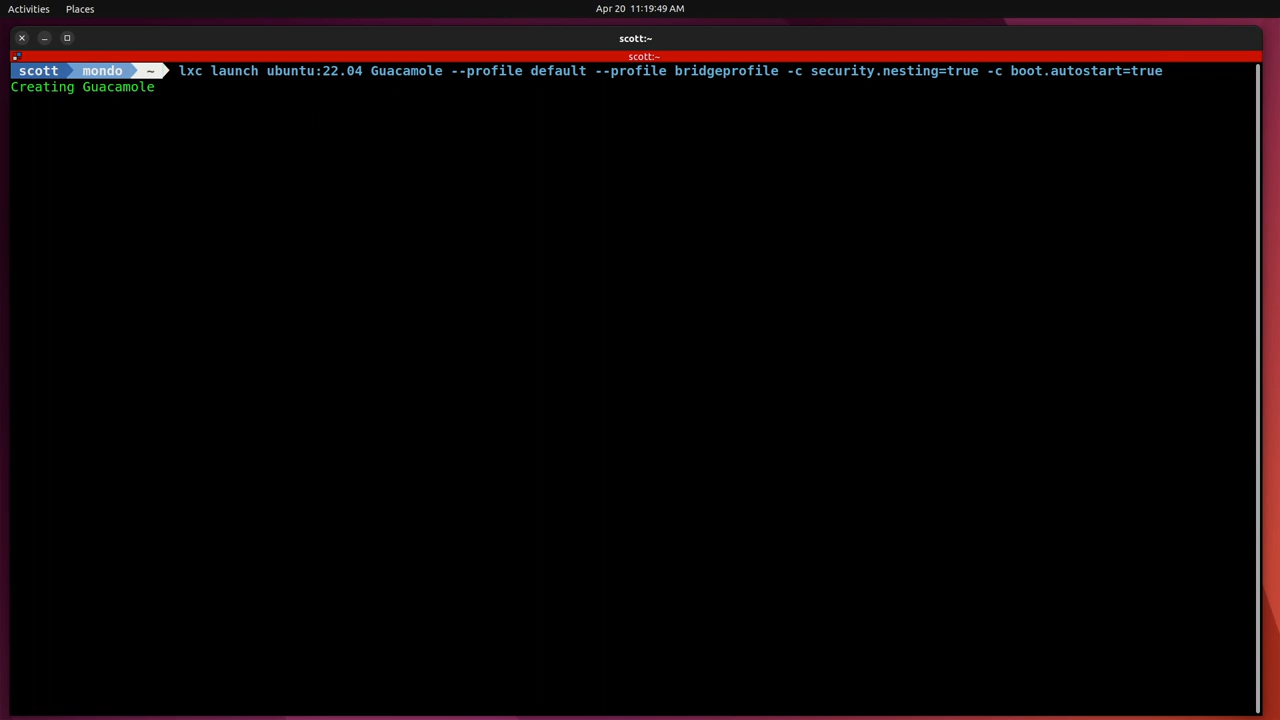 Activities Places Apr 20 11:19:49 AM
scott:~
scott:~
scott mondo ~ lxc launch ubuntu:22.04 Guacamole --profile default --profile bridgeprofile -c security.nesting=true -c boot.autostart=true
Creating Guacamole